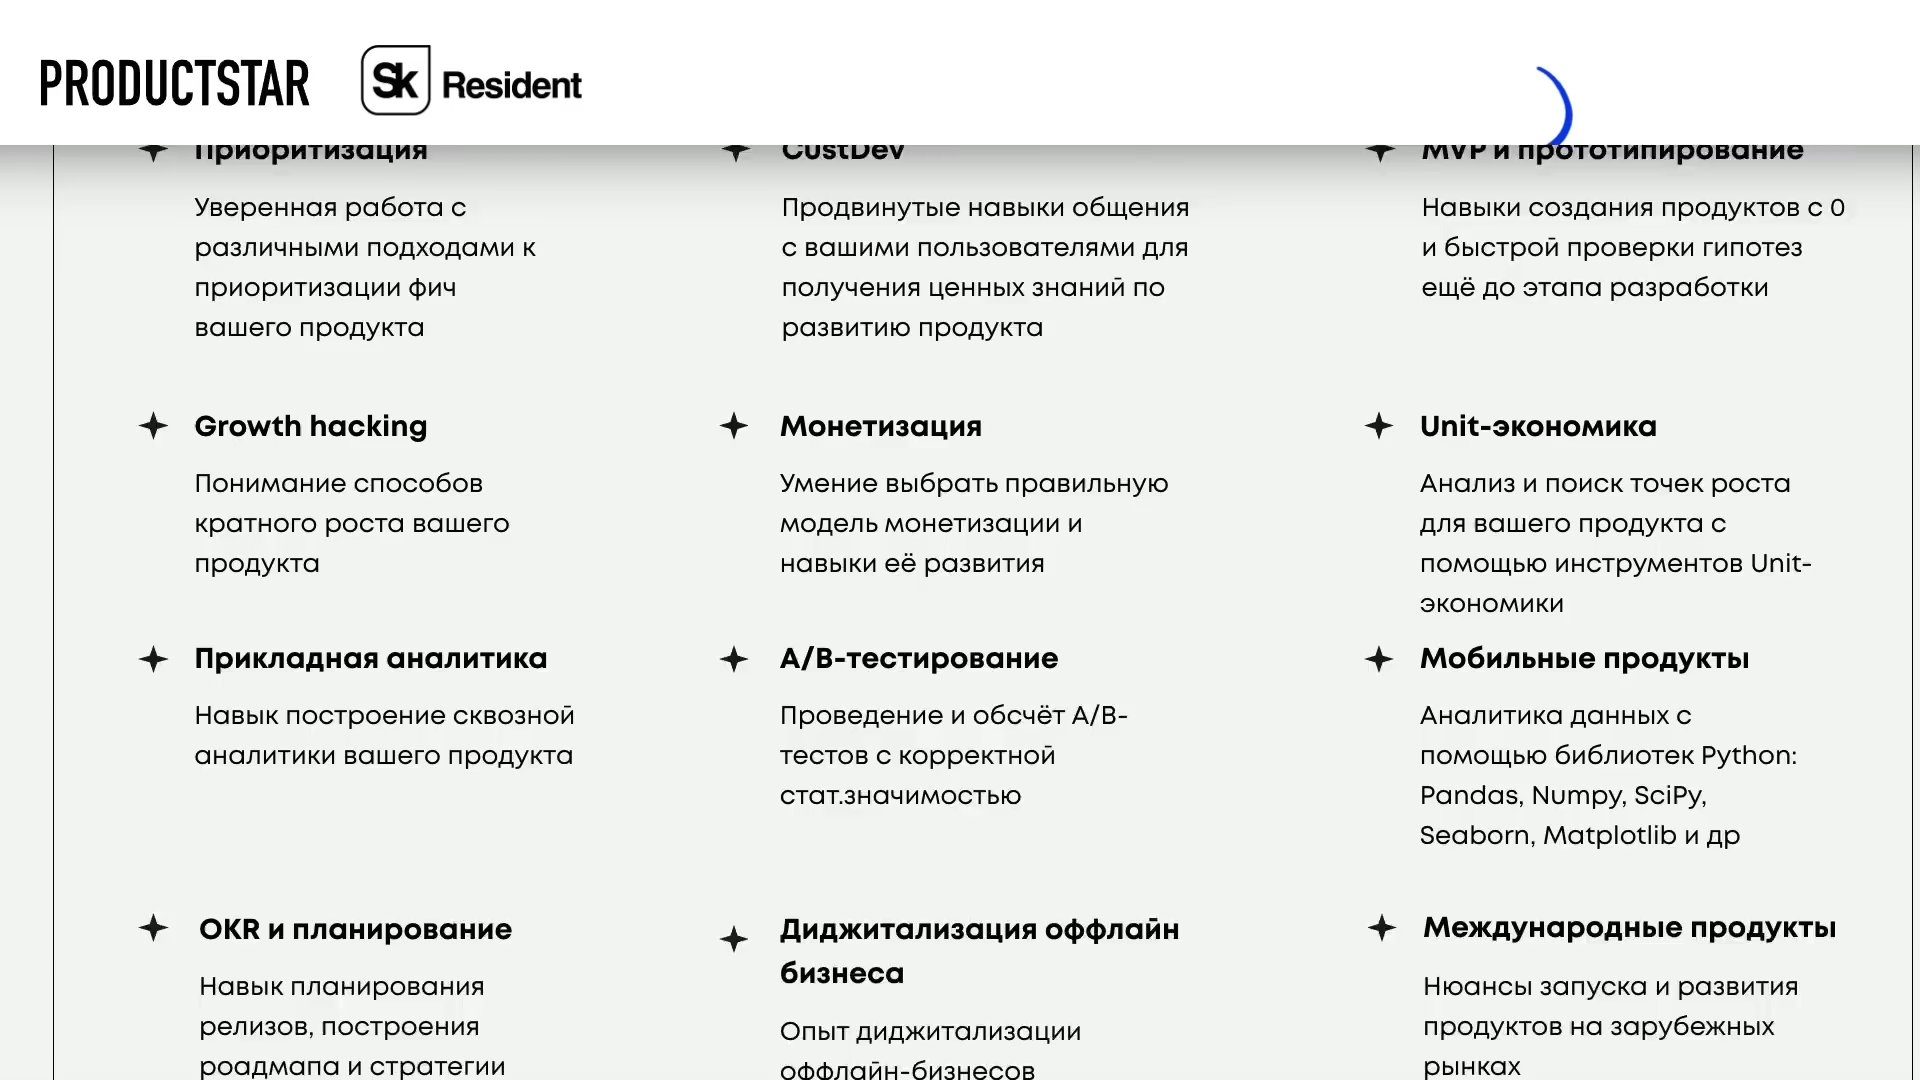 PRODUCTSTAR
Sk Resident
Приоритизация
Уверенная работа с
различными подходами к
приоритизации фич
вашего продукта
CustDev
Продвинутые навыки общения
с вашими пользователями для
получения ценных знаний по
развитию продукта
MVP и прототипирование
Навыки создания продуктов с 0
и быстрой проверки гипотез
ещё до этапа разработки
Growth hacking
Понимание способов
кратного роста вашего
продукта
Монетизация
Умение выбрать правильную
модель монетизации и
навыки её развития
Unit-экономика
Анализ и поиск точек роста
для вашего продукта с
помощью инструментов Unit-
экономики
Прикладная аналитика
Навык построение сквозной
аналитики вашего продукта
A/B-тестирование
Проведение и обсчёт A/B-
тестов с корректной
стат.значимостью
Мобильные продукты
Аналитика данных с
помощью библиотек Python:
Pandas, Numpy, SciPy,
Seaborn, Matplotlib и др
OKR и планирование
Навык планирования
релизов, построения
роадмапа и стратегии
Диджитализация оффлайн
бизнеса
Опыт диджитализации
оффлайн-бизнесов
Международные продукты
Нюансы запуска и развития
продуктов на зарубежных
рынках